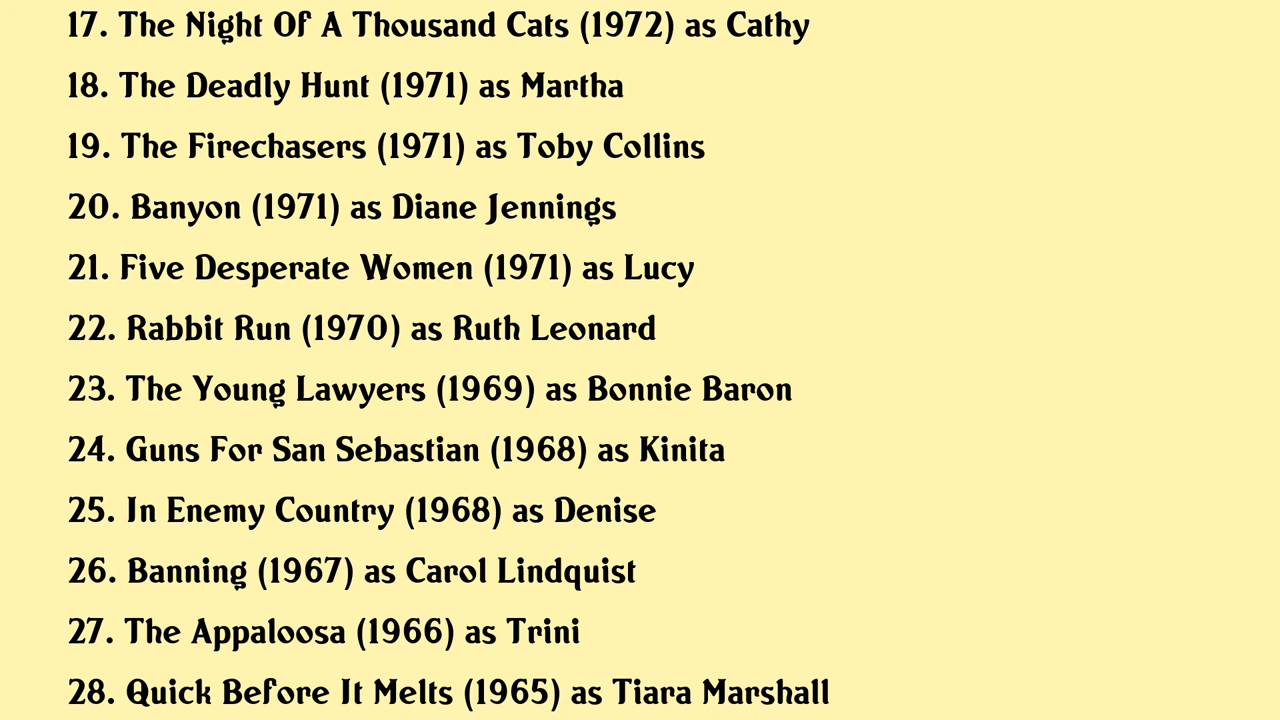 17. The Night Of A Thousand Cats (1972) as Cathy
18. The Deadly Hunt (1971) as Martha
19. The Firechasers (1971) as Toby Collins
20. Banyon (1971) as Diane Jennings
21. Five Desperate Women (1971) as Lucy
22. Rabbit Run (1970) as Ruth Leonard
23. The Young Lawyers (1969) as Bonnie Baron
24. Guns For San Sebastian (1968) as Kinita
25. In Enemy Country (1968) as Denise
26. Banning (1967) as Carol Lindquist
27. The Appaloosa (1966) as Trini
28. Quick Before It Melts (1965) as Tiara Marshall